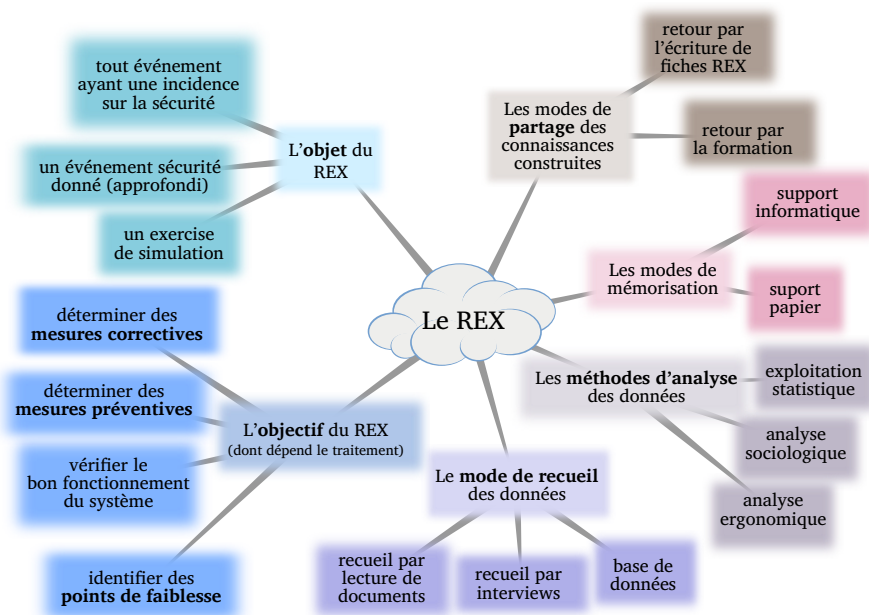 tout événement
ayant une incidence
sur la sécurité
un événement sécurité
donné (approfondi)
un exercise
de simulation
L'objet du
REX
retour par
l'écriture de
fiches REX
retour par
la formation
Les modes de
partage des
connaissances
construites
support
informatique
suport
papier
Les modes de
mémorisation
Le REX
déterminer des
mesures correctives
déterminer des
mesures préventives
vérifier le
bon fonctionnement
du système
identifier des
points de faiblesse
L'objectif du REX
(dont dépend le traitement)
Les méthodes d'analyse
des données
exploitation
statistique
analyse
sociologique
analyse
ergonomique
Le mode de recueil
des données
recueil par
lecture de
documents
recueil par
interviews
base de
données